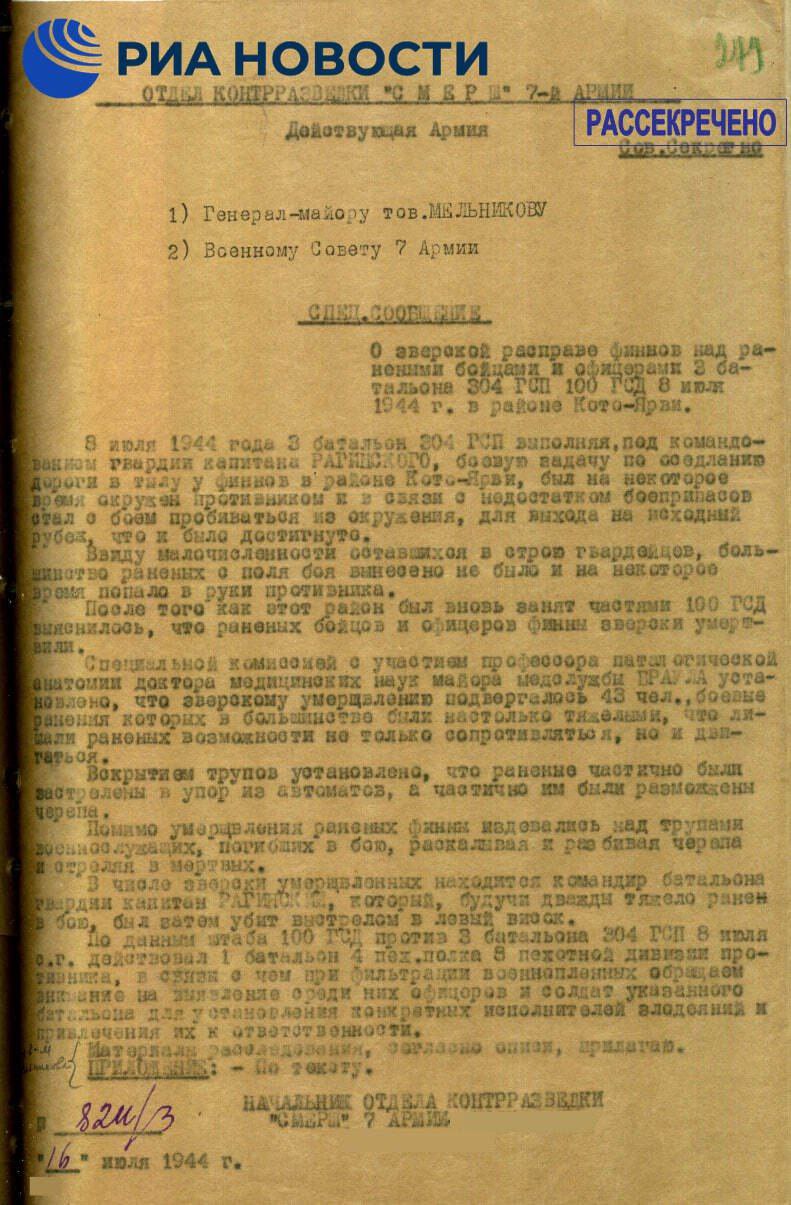 РИА НОВОСТИ
249
ОТДЕЛ КОНТРРАЗВЕДКИ "С М Е Р Ш" 7-й АРМИИ
РАССЕКРЕЧЕНО
Действующая Армия
Сов.Секретно
1) Генерал-майору тов.МЕЛЬНИКОВУ
2) Военному Совету 7 Армии
СПЕЦ.СООБЩЕНИЕ
О зверской расправе финнов над ра-
неными бойцами и офицерами 3 ба-
тальона 304 ГСП 100 ГСД 8 июля
1944 г. в районе Кото-Ярви.
8 июля 1944 года 3 батальон 304 ГСП выполняя, под командо-
ванием гвардии капитана РАГИНСКОГО, боевую задачу по оседланию
дороги в тылу у финнов в районе Кото-Ярви, был на некоторое
время окружен противником и в связи с недостатком боеприпасов
стал с боем пробиваться из окружения, для выхода на исходный
рубеж, что и было достигнуто.
Ввиду малочисленности оставшихся в строю гвардейцев, боль-
шинство раненых с поля боя вынесено не было и на некоторое
время попало в руки противника.
После того как этот район был вновь занят частями 100 ГСД
выяснилось, что раненых бойцов и офицеров финны зверски умерт-
вили.
Специальной комиссией с участием профессора патологической
анатомии доктора медицинских наук майора медслужбы БРАУЛА уста-
новлено, что зверскому умерщвлению подвергалось 43 чел., боевые
ранения которых в большинстве были настолько тяжелыми, что ли-
шали раненых возможности не только сопротивляться, но и дви-
гаться.
Вскрытием трупов установлено, что раненые частично были
застрелены в упор из автоматов, а частично им были размозжены
черепа.
Помимо умерщвления раненых финны издевались над трупами
военнослужащих, погибших в бою, раскалывая и разбивая черепа
и стреляя в мертвых.
В числе зверски умерщвленных находится командир батальона
гвардии капитан РАГИНСКИЙ, который, будучи дважды тяжело ранен
в бою, был затем убит выстрелом в левый висок.
По данным штаба 100 ГСД против 3 батальона 304 ГСП 8 июля
с.г. действовал 1 батальон 4 пех.полка 8 пехотной дивизии про-
тивника, в связи с чем при фильтрации военнопленных обращаем
внимание на выявление среди них офицеров и солдат указанного
батальона для установления конкретных исполнителей злодеяний и
привлечения их к ответственности.
Материалы расследования, согласно описи, прилагаю.
ПРИЛОЖЕНИЕ: - По тексту.
НАЧАЛЬНИК ОТДЕЛА КОНТРРАЗВЕДКИ
"СМЕРШ" 7 АРМИИ
"16" июля 1944 г.